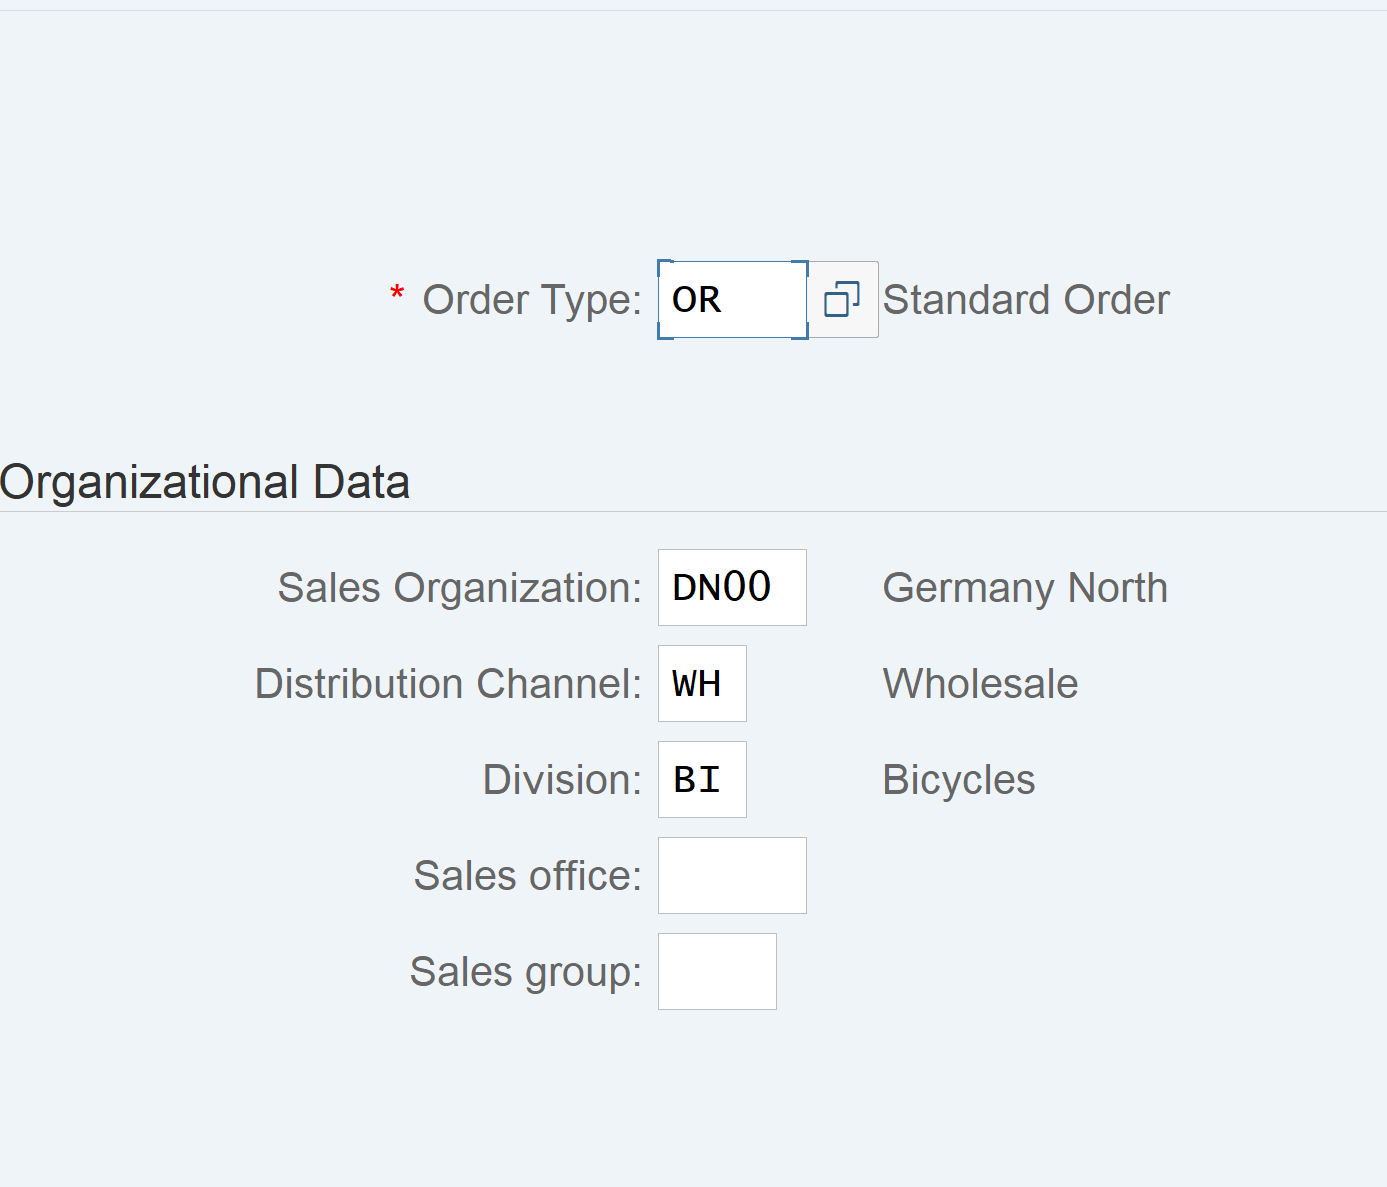 * Order Type: OR Standard Order
Organizational Data
Sales Organization: DN00 Germany North
Distribution Channel: WH Wholesale
Division: BI Bicycles
Sales office:
Sales group: